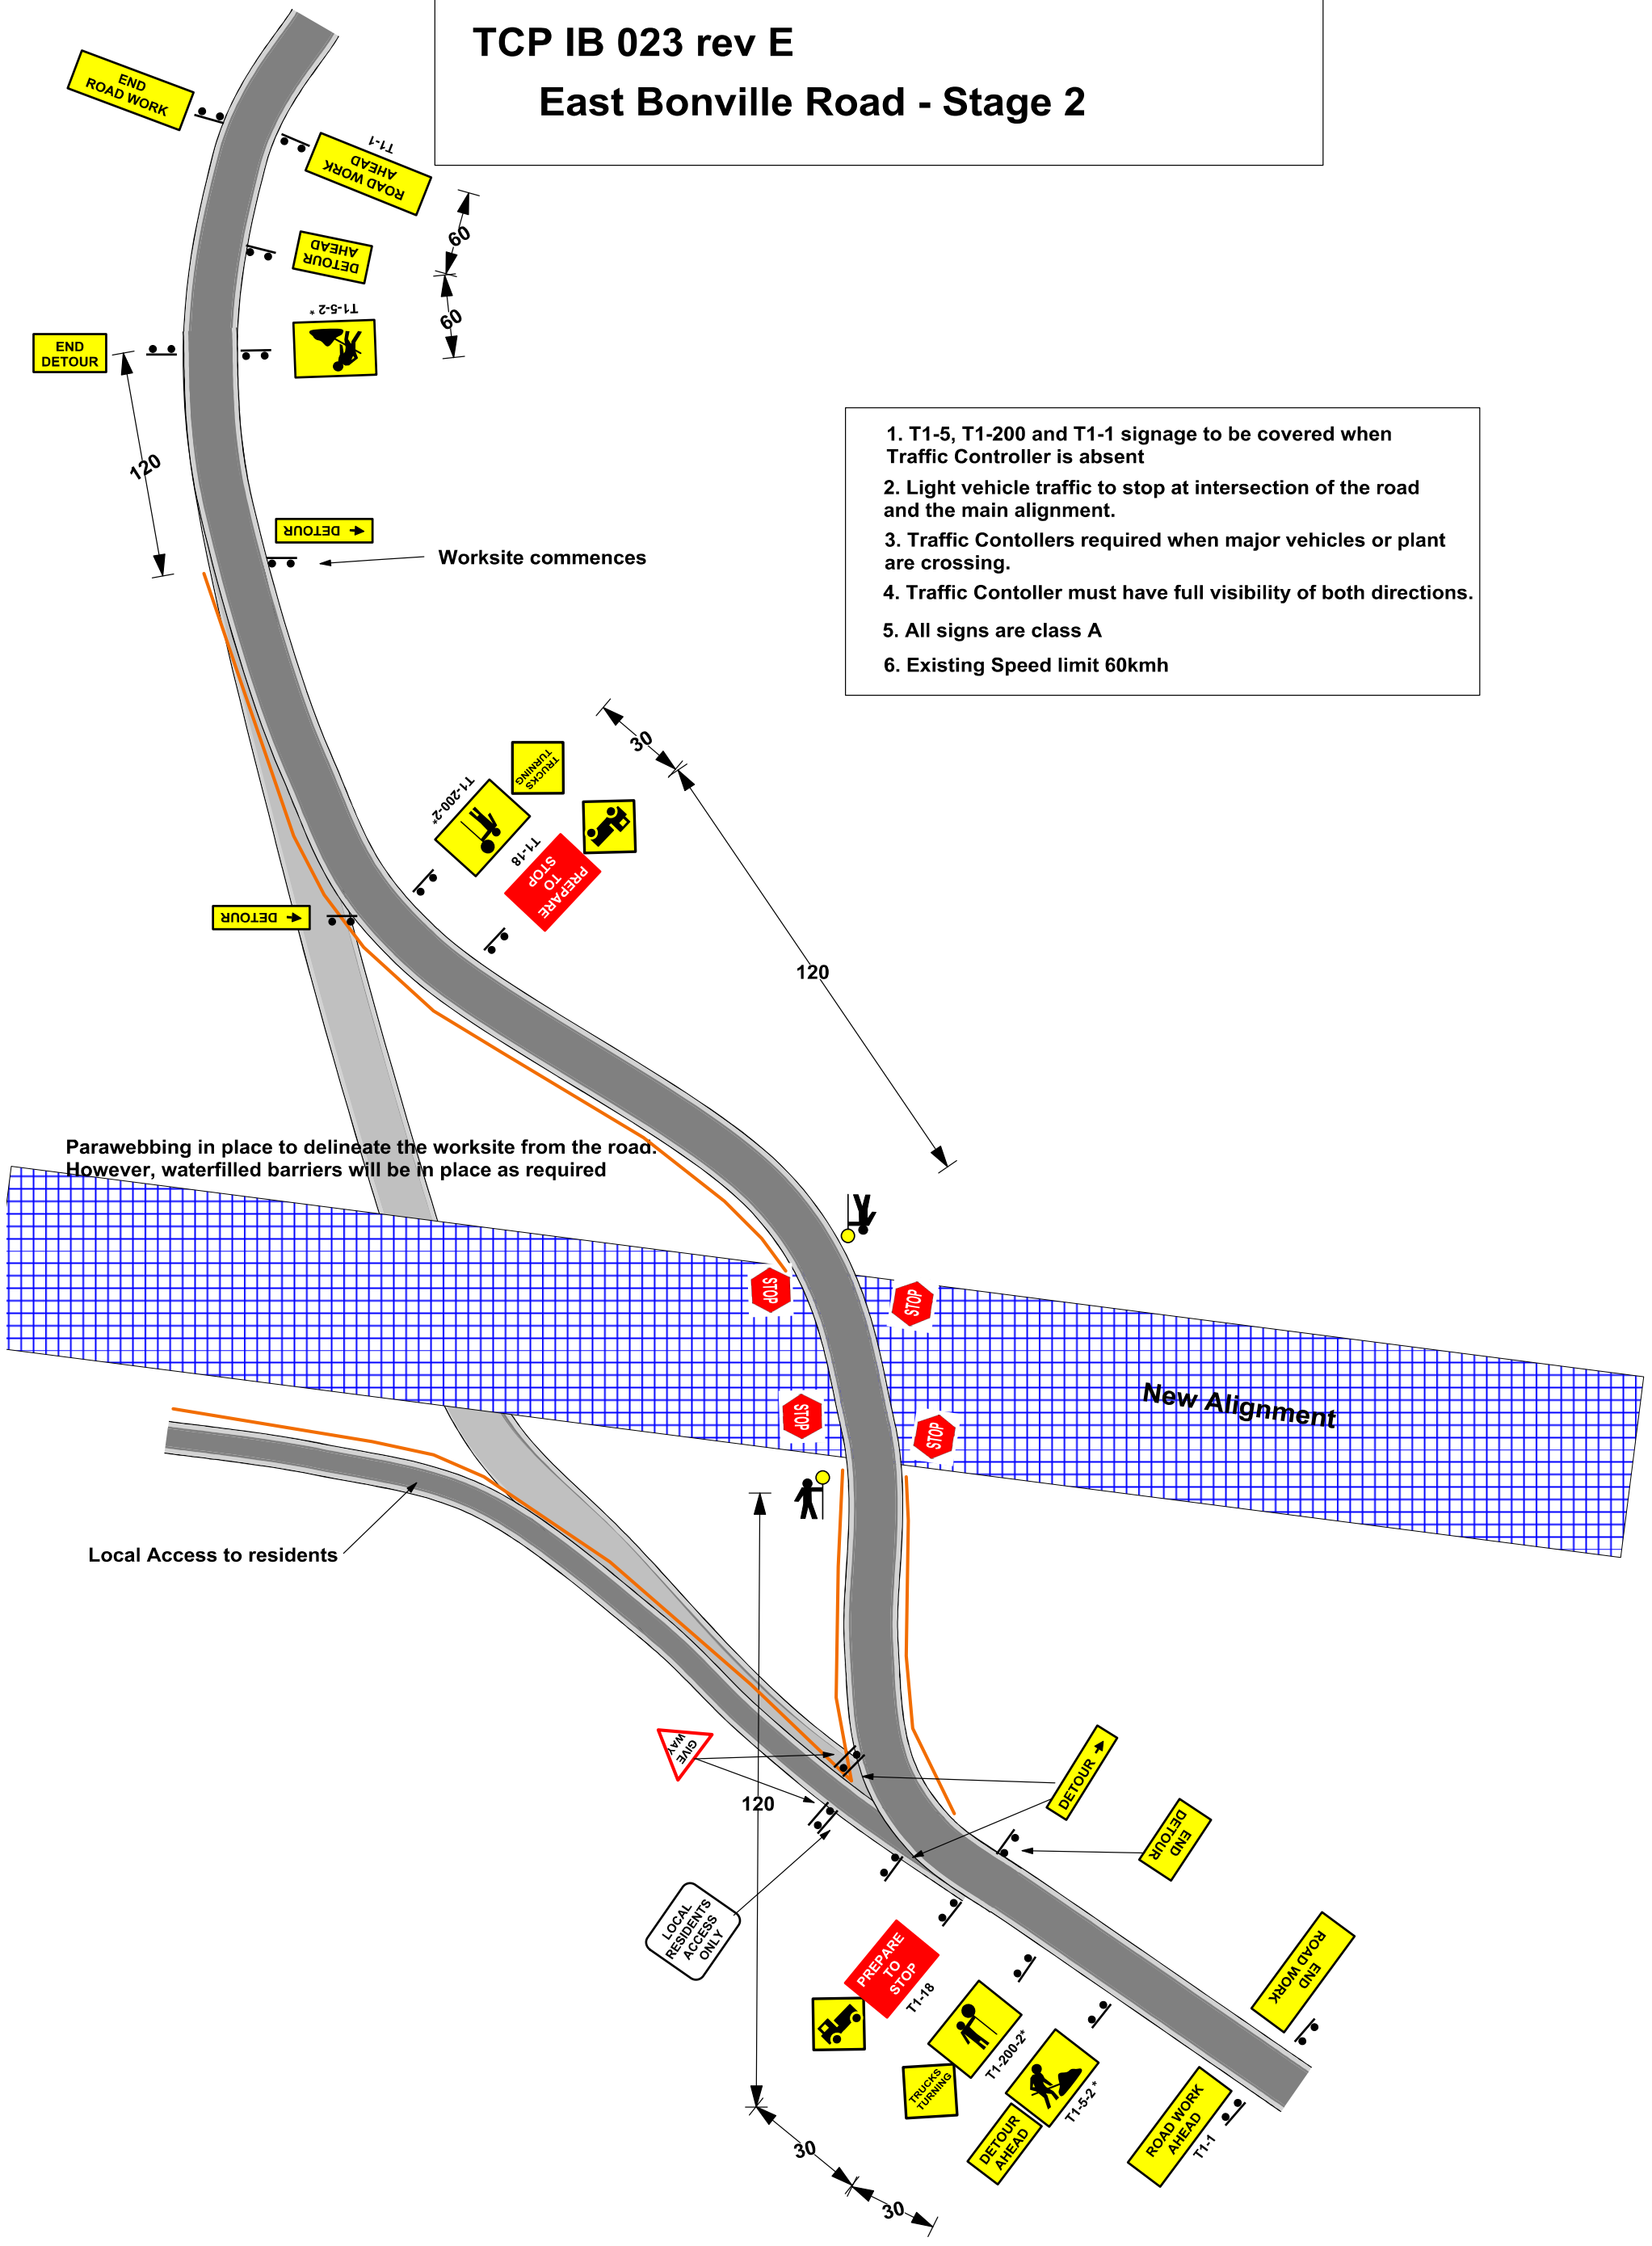 TCP IB 023 rev E
East Bonville Road - Stage 2
END
ROAD WORK
T1-1
ROAD WORK
AHEAD
60
DETOUR
AHEAD
60
T1-5-2 *
END
DETOUR
120
DETOUR
Worksite commences
1. T1-5, T1-200 and T1-1 signage to be covered when
Traffic Controller is absent
2. Light vehicle traffic to stop at intersection of the road
and the main alignment.
3. Traffic Contollers required when major vehicles or plant
are crossing.
4. Traffic Contoller must have full visibility of both directions.
5. All signs are class A
6. Existing Speed limit 60kmh
30
TRUCKS
TURNING
T1-200-2*
T1-18
PREPARE
TO
STOP
DETOUR
120
Parawebbing in place to delineate the worksite from the road.
However, waterfilled barriers will be in place as required
STOP
STOP
STOP
STOP
New Alignment
Local Access to residents
GIVE
WAY
DETOUR
120
END
DETOUR
LOCAL
RESIDENTS
ACCESS
ONLY
PREPARE
TO
STOP
T1-18
END
ROAD WORK
T1-200-2*
TRUCKS
TURNING
T1-5-2 *
DETOUR
AHEAD
ROAD WORK
AHEAD
T1-1
30
30